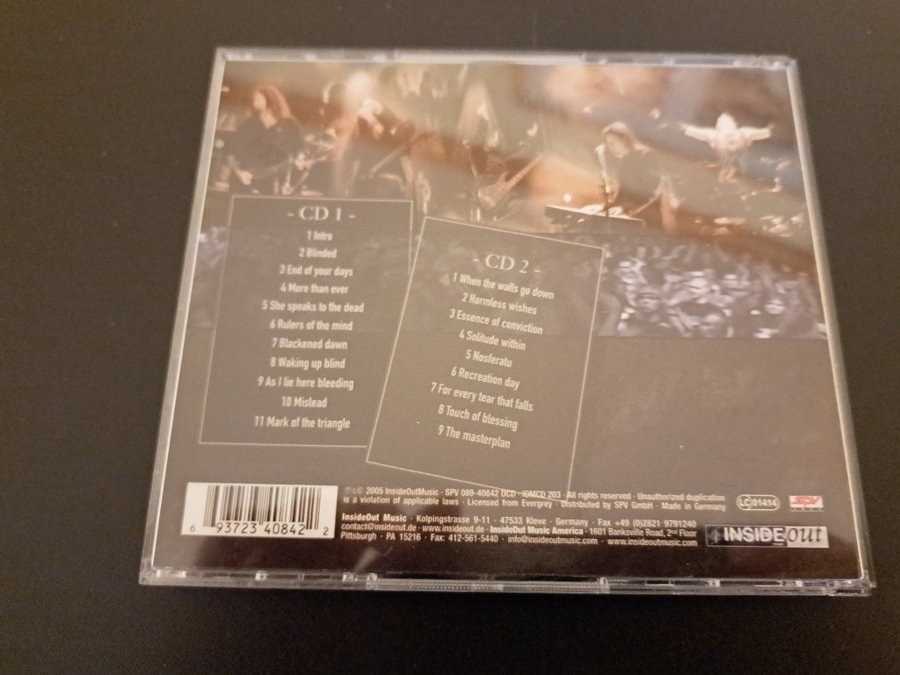 - CD 1 -
1 Intro
2 Blinded
3 End of your days
4 More than ever
5 She speaks to the dead
6 Rulers of the mind
7 Blackened dawn
8 Waking up blind
9 As I lie here bleeding
10 Mislead
11 Mark of the triangle
- CD 2 -
1 When the walls go down
2 Harmless wishes
3 Essence of conviction
4 Solitude within
5 Nosferatu
6 Recreation day
7 For every tear that falls
8 Touch of blessing
9 The masterplan
6 93723 40842 2
℗+© 2005 InsideOutMusic · SPV 089-40842 DCD · IOMCD 203 · All rights reserved · Unauthorized duplication
is a violation of applicable laws · Licensed from Evergrey · Distributed by SPV GmbH · Made in Germany
InsideOut Music · Kolpingstrasse 9-11 · 47533 Kleve · Germany · Fax +49 (0)2821 9791240
contact@insideout.de · www.insideout.de · InsideOut Music America · 1601 Banksville Road, 2nd Floor
Pittsburgh · PA 15216 · Fax: 412-561-5440 · info@insideoutmusic.com · www.insideoutmusic.com
LC 01414
SPV
INSIDEout